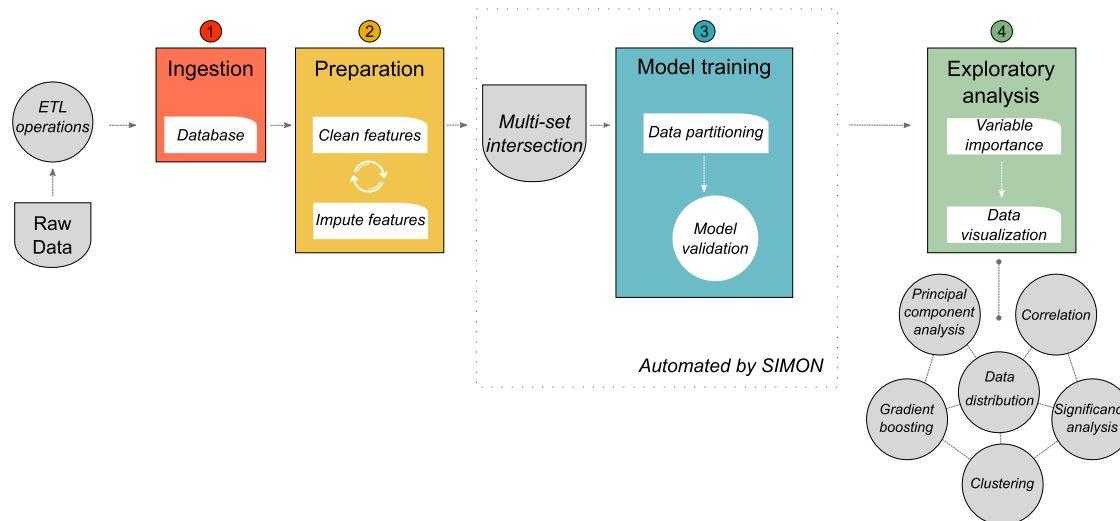 ETL
operations
Raw
Data
1
Ingestion
Database
2
Preparation
Clean features
Impute features
Multi-set
intersection
3
Model training
Data partitioning
Model
validation
Automated by SIMON
4
Exploratory
analysis
Variable
importance
Data
visualization
Principal
component
analysis
Correlation
Data
distribution
Gradient
boosting
Significanc
analysis
Clustering